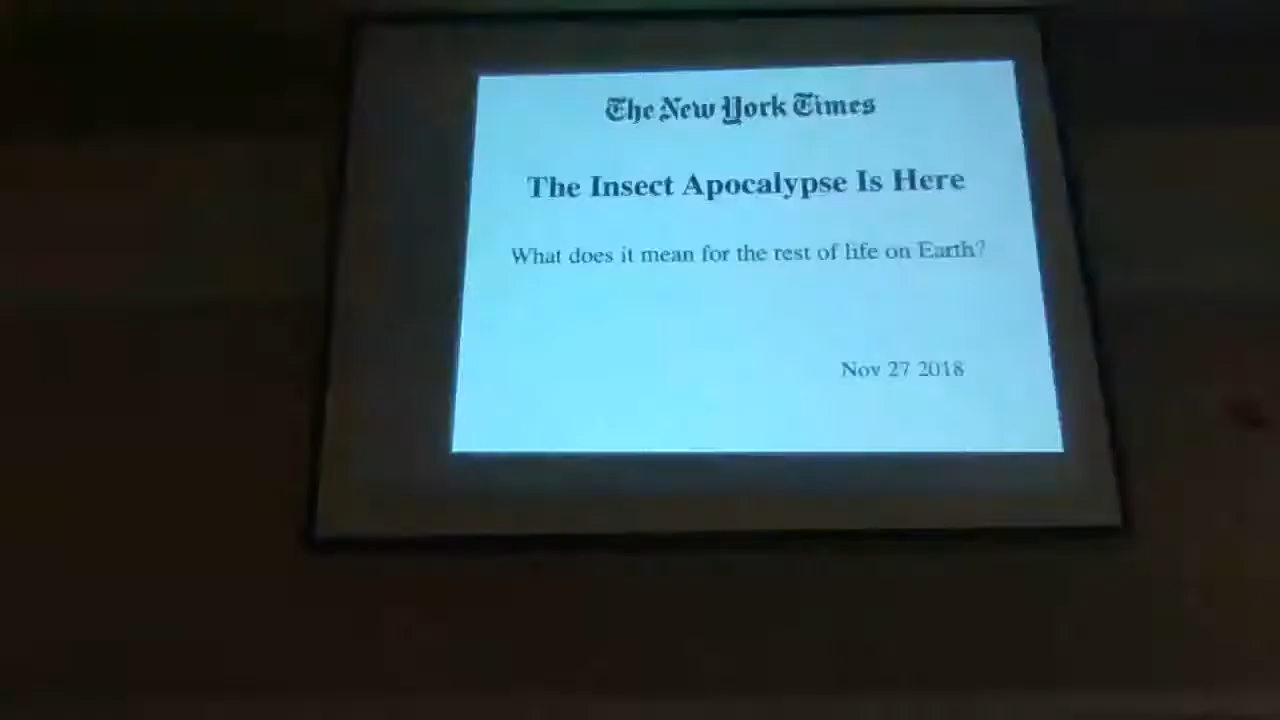 The New York Times
The Insect Apocalypse Is Here
What does it mean for the rest of life on Earth?
Nov 27 2018